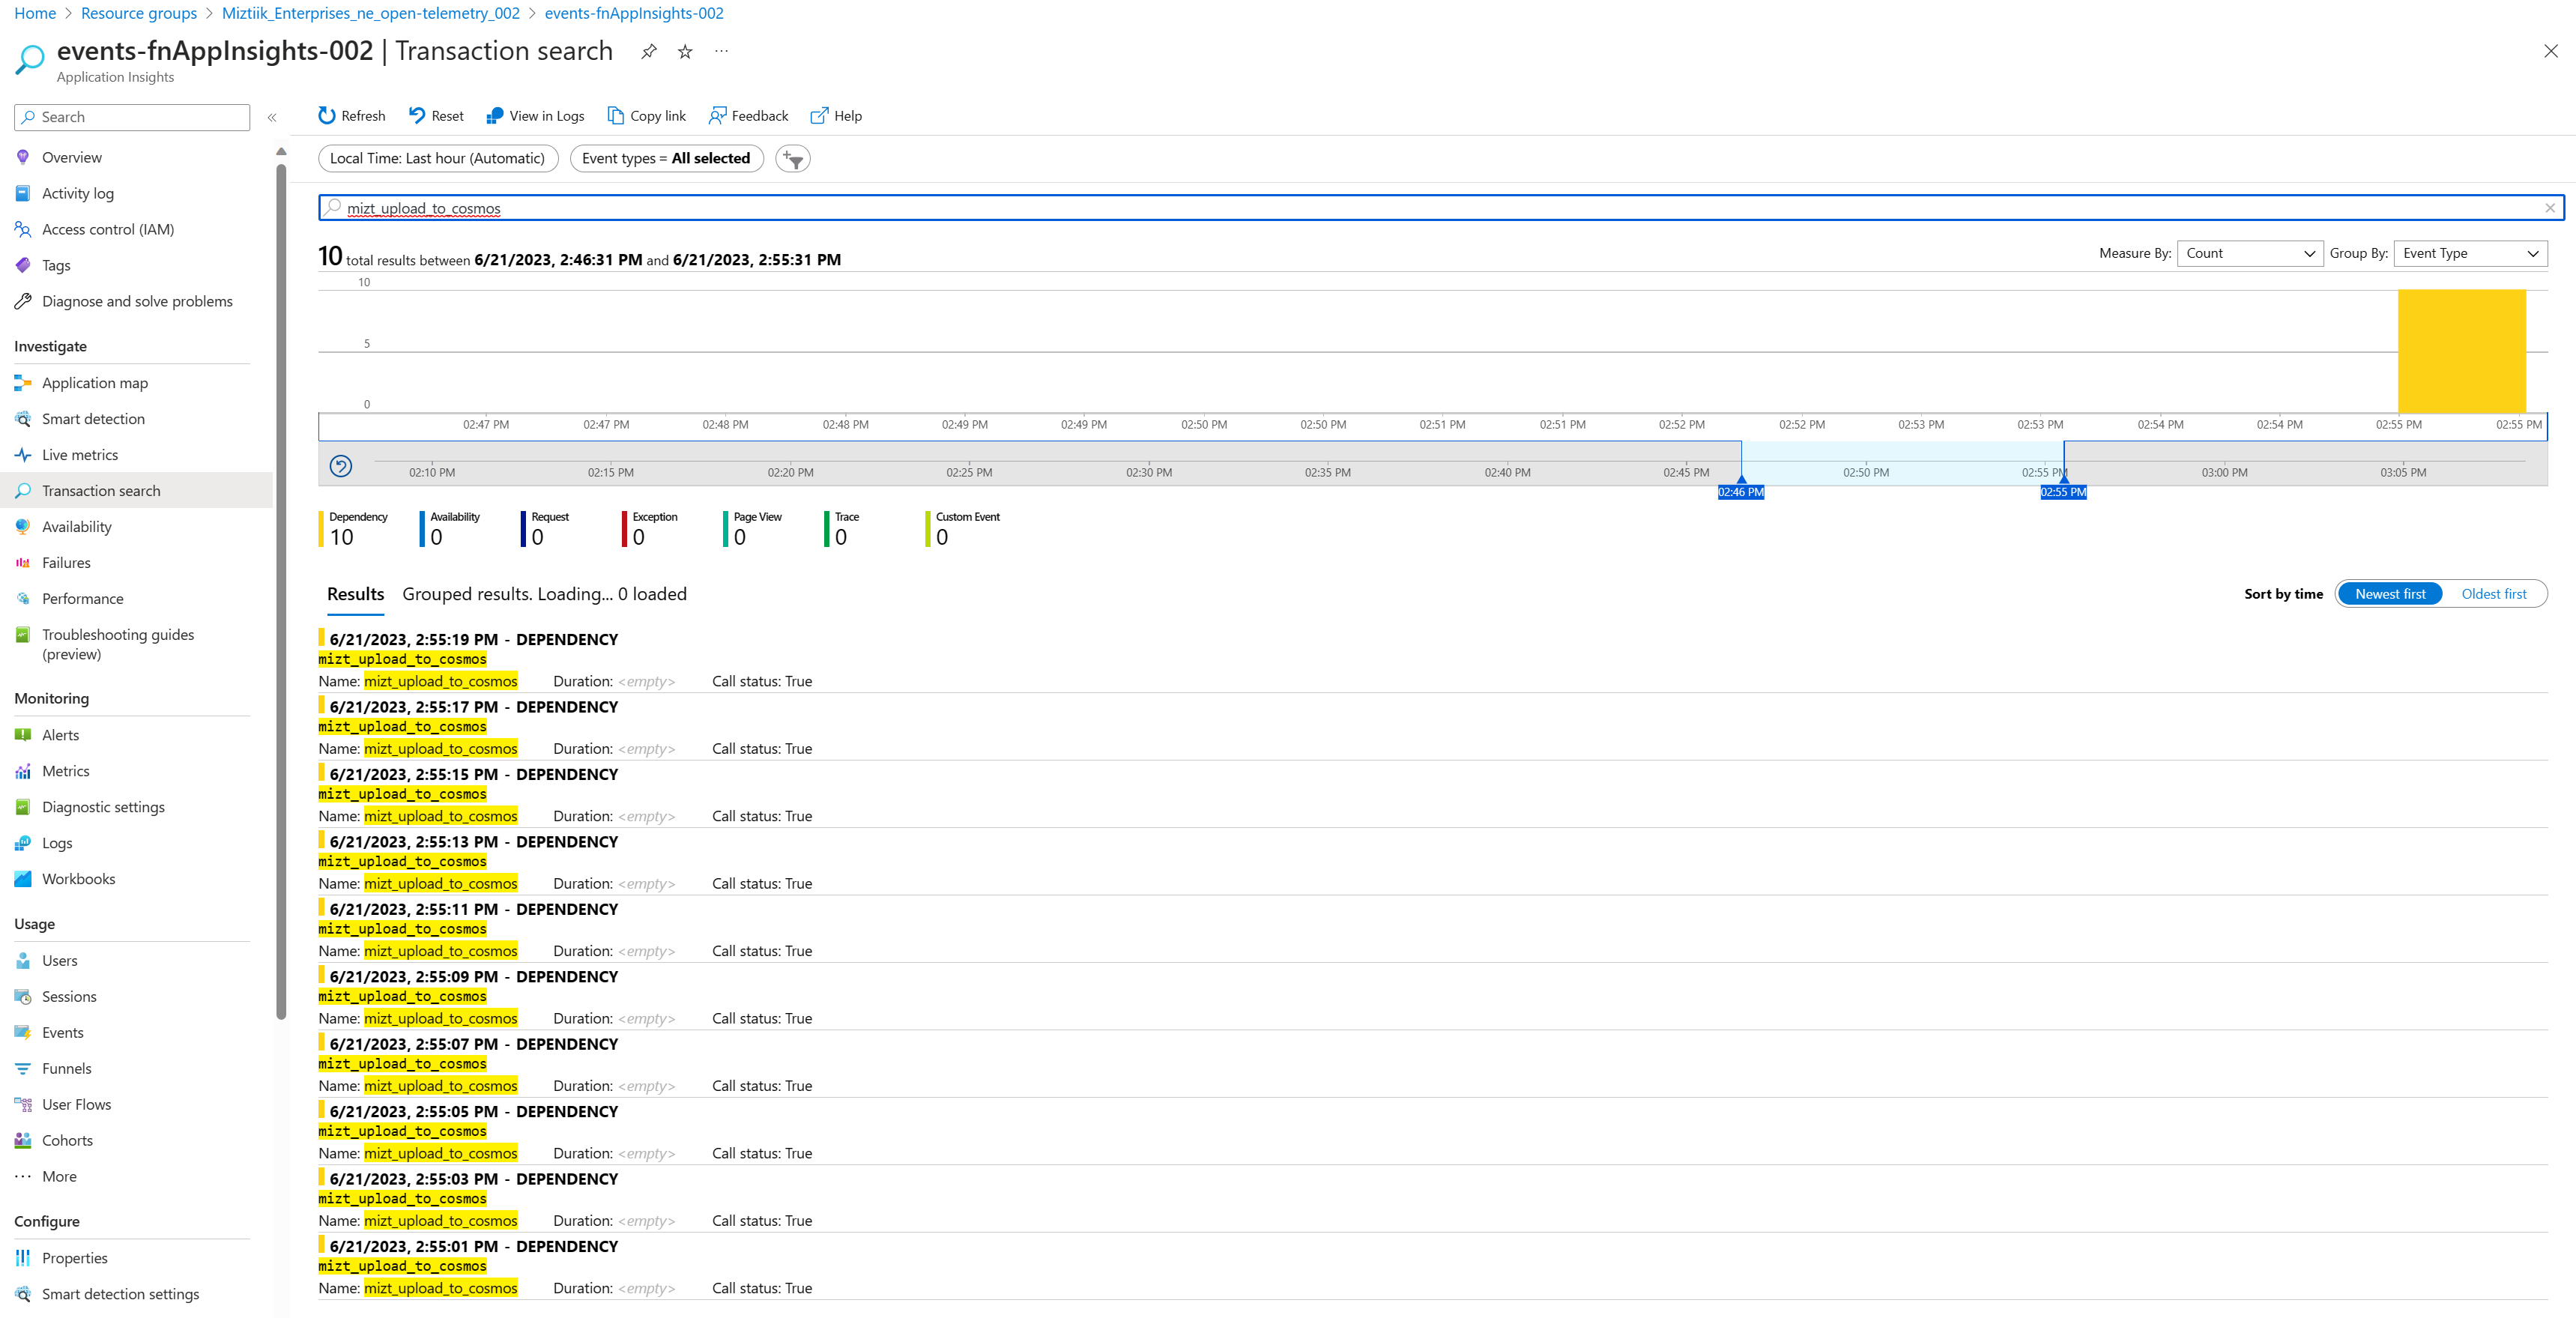 Home > Resource groups > Miztiik_Enterprises_ne_open-telemetry_002 > events-fnAppInsights-002
events-fnAppInsights-002 | Transaction search
Application Insights
Search
Overview
Activity log
Access control (IAM)
Tags
Diagnose and solve problems
Investigate
Application map
Smart detection
Live metrics
Transaction search
Availability
Failures
Performance
Troubleshooting guides
(preview)
Monitoring
Alerts
Metrics
Diagnostic settings
Logs
Workbooks
Usage
Users
Sessions
Events
Funnels
User Flows
Cohorts
More
Configure
Properties
Smart detection settings
Refresh Reset View in Logs Copy link Feedback Help
Local Time: Last hour (Automatic) Event types = All selected
mizt_upload_to_cosmos
10 total results between 6/21/2023, 2:46:31 PM and 6/21/2023, 2:55:31 PM
Measure By: Count Group By: Event Type
10
5
0
02:47 PM 02:47 PM 02:48 PM 02:48 PM 02:49 PM 02:49 PM 02:50 PM 02:50 PM 02:51 PM 02:51 PM 02:52 PM 02:52 PM 02:53 PM 02:53 PM 02:54 PM 02:54 PM 02:55 PM 02:55 PM
02:10 PM 02:15 PM 02:20 PM 02:25 PM 02:30 PM 02:35 PM 02:40 PM 02:45 PM 02:50 PM 02:55 PM 03:00 PM 03:05 PM
02:46 PM 02:55 PM
Dependency Availability Request Exception Page View Trace Custom Event
10 0 0 0 0 0 0
Results Grouped results. Loading... 0 loaded
Sort by time Newest first Oldest first
6/21/2023, 2:55:19 PM - DEPENDENCY
mizt_upload_to_cosmos
Name: mizt_upload_to_cosmos Duration: <empty> Call status: True
6/21/2023, 2:55:17 PM - DEPENDENCY
mizt_upload_to_cosmos
Name: mizt_upload_to_cosmos Duration: <empty> Call status: True
6/21/2023, 2:55:15 PM - DEPENDENCY
mizt_upload_to_cosmos
Name: mizt_upload_to_cosmos Duration: <empty> Call status: True
6/21/2023, 2:55:13 PM - DEPENDENCY
mizt_upload_to_cosmos
Name: mizt_upload_to_cosmos Duration: <empty> Call status: True
6/21/2023, 2:55:11 PM - DEPENDENCY
mizt_upload_to_cosmos
Name: mizt_upload_to_cosmos Duration: <empty> Call status: True
6/21/2023, 2:55:09 PM - DEPENDENCY
mizt_upload_to_cosmos
Name: mizt_upload_to_cosmos Duration: <empty> Call status: True
6/21/2023, 2:55:07 PM - DEPENDENCY
mizt_upload_to_cosmos
Name: mizt_upload_to_cosmos Duration: <empty> Call status: True
6/21/2023, 2:55:05 PM - DEPENDENCY
mizt_upload_to_cosmos
Name: mizt_upload_to_cosmos Duration: <empty> Call status: True
6/21/2023, 2:55:03 PM - DEPENDENCY
mizt_upload_to_cosmos
Name: mizt_upload_to_cosmos Duration: <empty> Call status: True
6/21/2023, 2:55:01 PM - DEPENDENCY
mizt_upload_to_cosmos
Name: mizt_upload_to_cosmos Duration: <empty> Call status: True